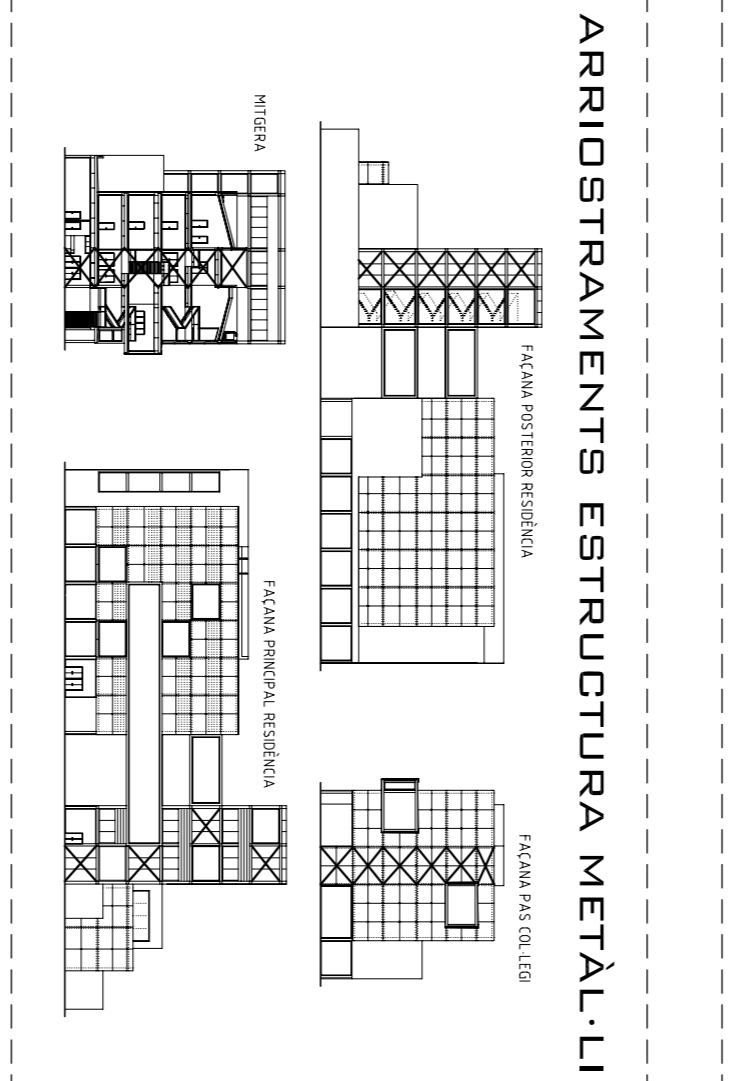 ARRIOSTRAMENTS ESTRUCTURA METÀL·LI
MITGERA
FAÇANA POSTERIOR RESIDÈNCIA
FAÇANA PRINCIPAL RESIDÈNCIA
FAÇANA PAS COL·LEGI